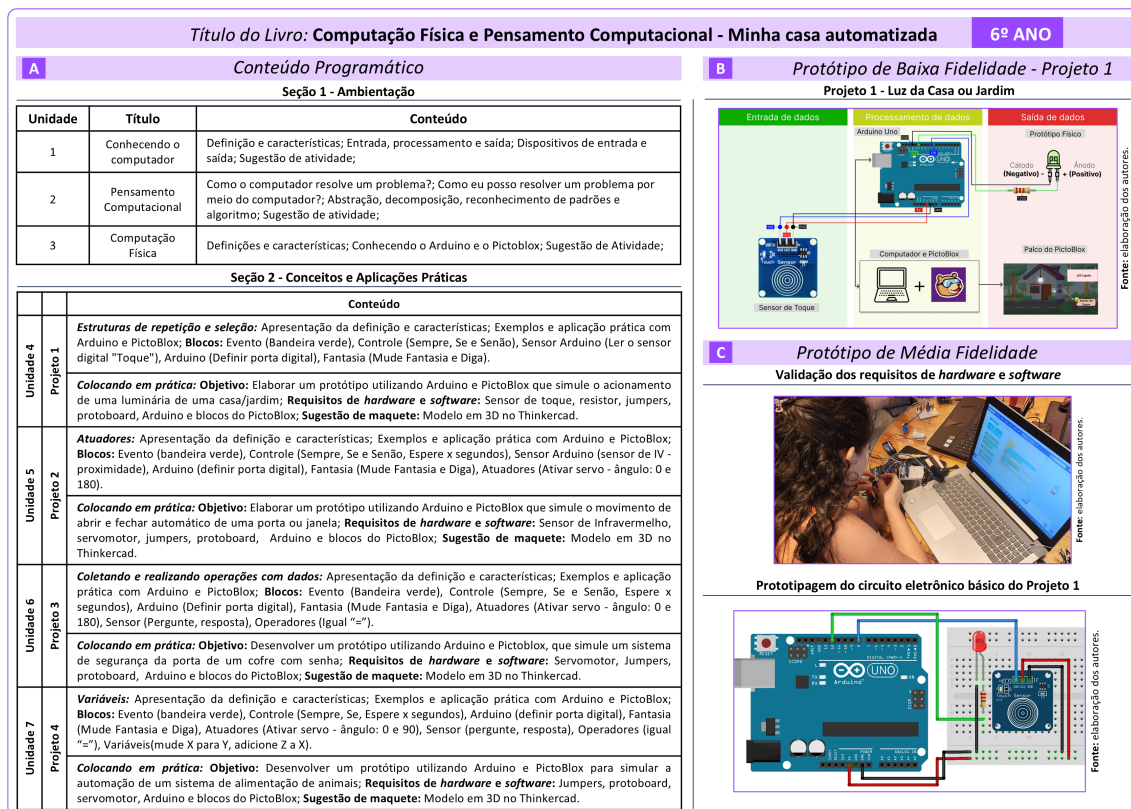 Título do Livro: Computação Física e Pensamento Computacional - Minha casa automatizada
6º ANO
A
Conteúdo Programático
Seção 1 - Ambientação
Unidade
Título
Conteúdo
1
Conhecendo o
computador
Definição e características; Entrada, processamento e saída; Dispositivos de entrada e
saída; Sugestão de atividade;
2
Pensamento
Computacional
Como o computador resolve um problema?; Como eu posso resolver um problema por
meio do computador?; Abstração, decomposição, reconhecimento de padrões e
algoritmo; Sugestão de atividade;
3
Computação
Física
Definições e características; Conhecendo o Arduino e o Pictoblox; Sugestão de Atividade;
Seção 2 - Conceitos e Aplicações Práticas
Conteúdo
Unidade 4
Projeto 1
Estruturas de repetição e seleção: Apresentação da definição e características; Exemplos e aplicação prática com
Arduino e PictoBlox; Blocos: Evento (Bandeira verde), Controle (Sempre, Se e Senão), Sensor Arduino (Ler o sensor
digital "Toque"), Arduino (Definir porta digital), Fantasia (Mude Fantasia e Diga).
Colocando em prática: Objetivo: Elaborar um protótipo utilizando Arduino e PictoBlox que simule o acionamento
de uma luminária de uma casa/jardim; Requisitos de hardware e software: Sensor de toque, resistor, jumpers,
protoboard, Arduino e blocos do PictoBlox; Sugestão de maquete: Modelo em 3D no Thinkercad.
Unidade 5
Projeto 2
Atuadores: Apresentação da definição e características; Exemplos e aplicação prática com Arduino e PictoBlox;
Blocos: Evento (bandeira verde), Controle (Sempre, Se e Senão, Espere x segundos), Sensor Arduino (sensor de IV -
proximidade), Arduino (definir porta digital), Fantasia (Mude Fantasia e Diga), Atuadores (Ativar servo - ângulo: 0 e
180).
Colocando em prática: Objetivo: Elaborar um protótipo utilizando Arduino e PictoBlox que simule o movimento de
abrir e fechar automático de uma porta ou janela; Requisitos de hardware e software: Sensor de Infravermelho,
servomotor, jumpers, protoboard, Arduino e blocos do PictoBlox; Sugestão de maquete: Modelo em 3D no
Thinkercad.
Unidade 6
Projeto 3
Coletando e realizando operações com dados: Apresentação da definição e características; Exemplos e aplicação
prática com Arduino e PictoBlox; Blocos: Evento (Bandeira verde), Controle (Sempre, Se e Senão, Espere x
segundos), Arduino (Definir porta digital), Fantasia (Mude Fantasia e Diga), Atuadores (Ativar servo - ângulo: 0 e
180), Sensor (Pergunte, resposta), Operadores (Igual “=”).
Colocando em prática: Objetivo: Desenvolver um protótipo utilizando Arduino e Pictoblox, que simule um sistema
de segurança da porta de um cofre com senha; Requisitos de hardware e software: Servomotor, Jumpers,
protoboard, Arduino e blocos do PictoBlox; Sugestão de maquete: Modelo em 3D no Thinkercad.
Unidade 7
Projeto 4
Variáveis: Apresentação da definição e características; Exemplos e aplicação prática com Arduino e PictoBlox;
Blocos: Evento (bandeira verde), Controle (Sempre, Se, Espere x segundos), Arduino (definir porta digital), Fantasia
(Mude Fantasia e Diga), Atuadores (Ativar servo - ângulo: 0 e 90), Sensor (pergunte, resposta), Operadores (igual
“=”), Variáveis(mude X para Y, adicione Z a X).
Colocando em prática: Objetivo: Desenvolver um protótipo utilizando Arduino e PictoBlox para simular a
automação de um sistema de alimentação de animais; Requisitos de hardware e software: Jumpers, protoboard,
servomotor, Arduino e blocos do PictoBlox; Sugestão de maquete: Modelo em 3D no Thinkercad.
B
Protótipo de Baixa Fidelidade - Projeto 1
Projeto 1 - Luz da Casa ou Jardim
Entrada de dados
Processamento de dados
Saída de dados
Arduino Uno
Protótipo Físico
Cátodo
(Negativo) -
Ânodo
+ (Positivo)
UNO
Arduino
Touch Sensor
Sensor de Toque
Computador e PictoBlox
+
Palco do PictoBlox
Fonte: elaboração dos autores.
C
Protótipo de Média Fidelidade
Validação dos requisitos de hardware e software
Fonte: elaboração dos autores.
Prototipagem do circuito eletrônico básico do Projeto 1
RESET
ICSP2
DIGITAL (PWM~)
UNO
Arduino
POWER
ANALOG IN
SIG VCC GND
Touch Sensor
Fonte: elaboração dos autores.